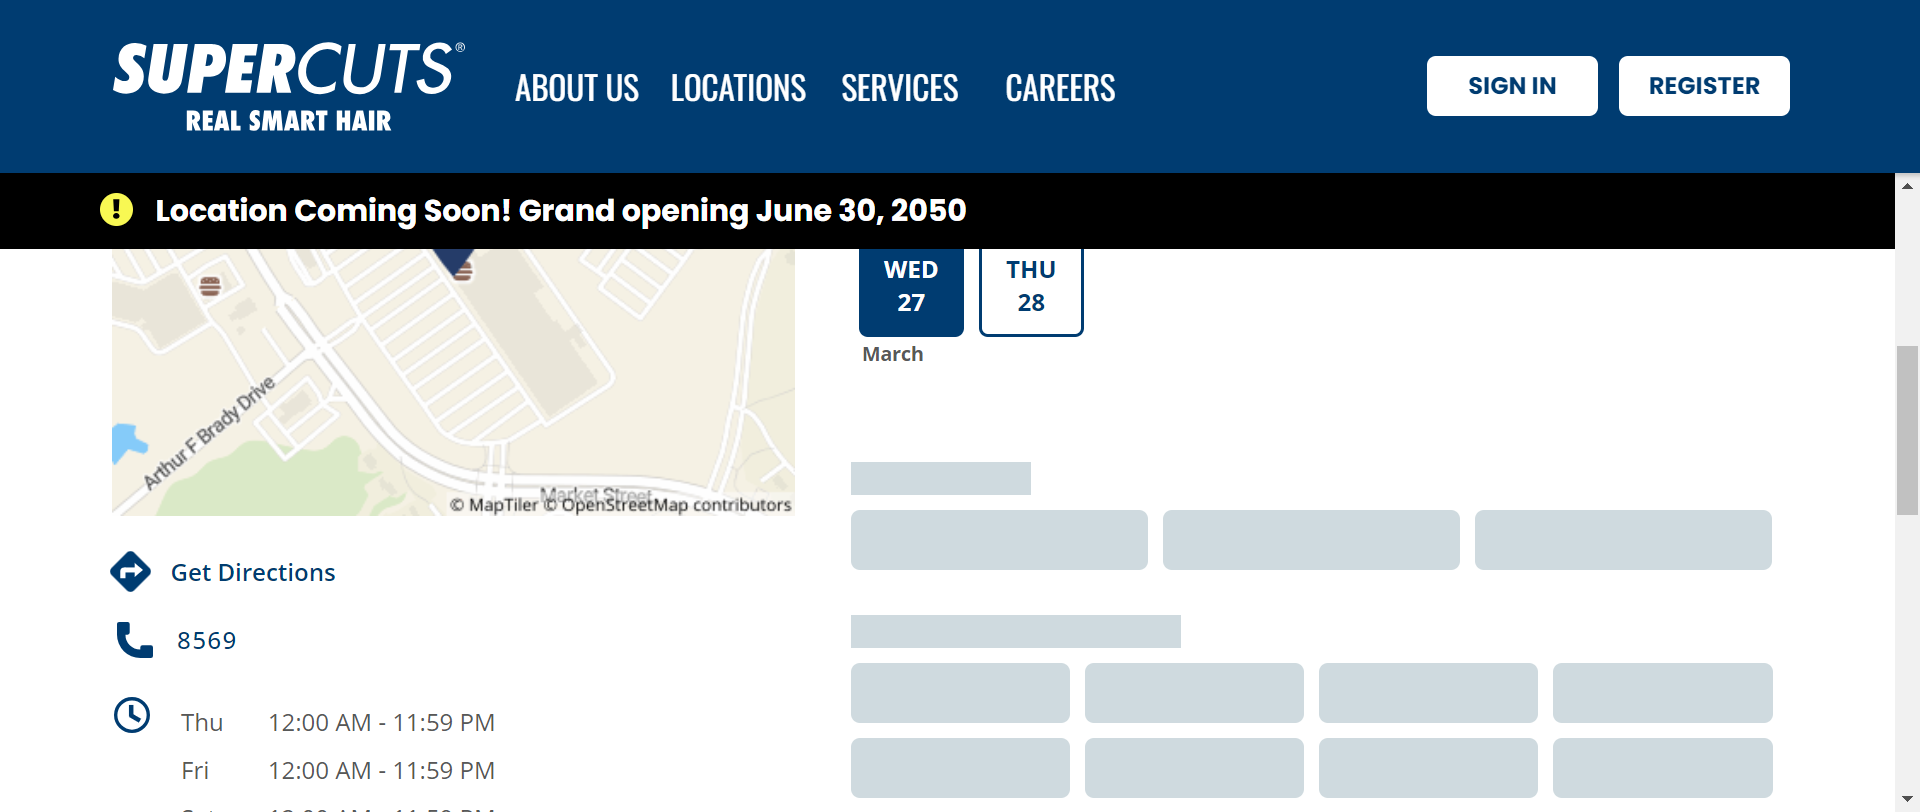 SUPERCUTS®
REAL SMART HAIR
ABOUT US
LOCATIONS
SERVICES
CAREERS
SIGN IN
REGISTER
Location Coming Soon! Grand opening June 30, 2050
Arthur F Brady Drive
Market Street
© MapTiler © OpenStreetMap contributors
WED
27
THU
28
March
Get Directions
8569
Thu 12:00 AM - 11:59 PM
Fri 12:00 AM - 11:59 PM